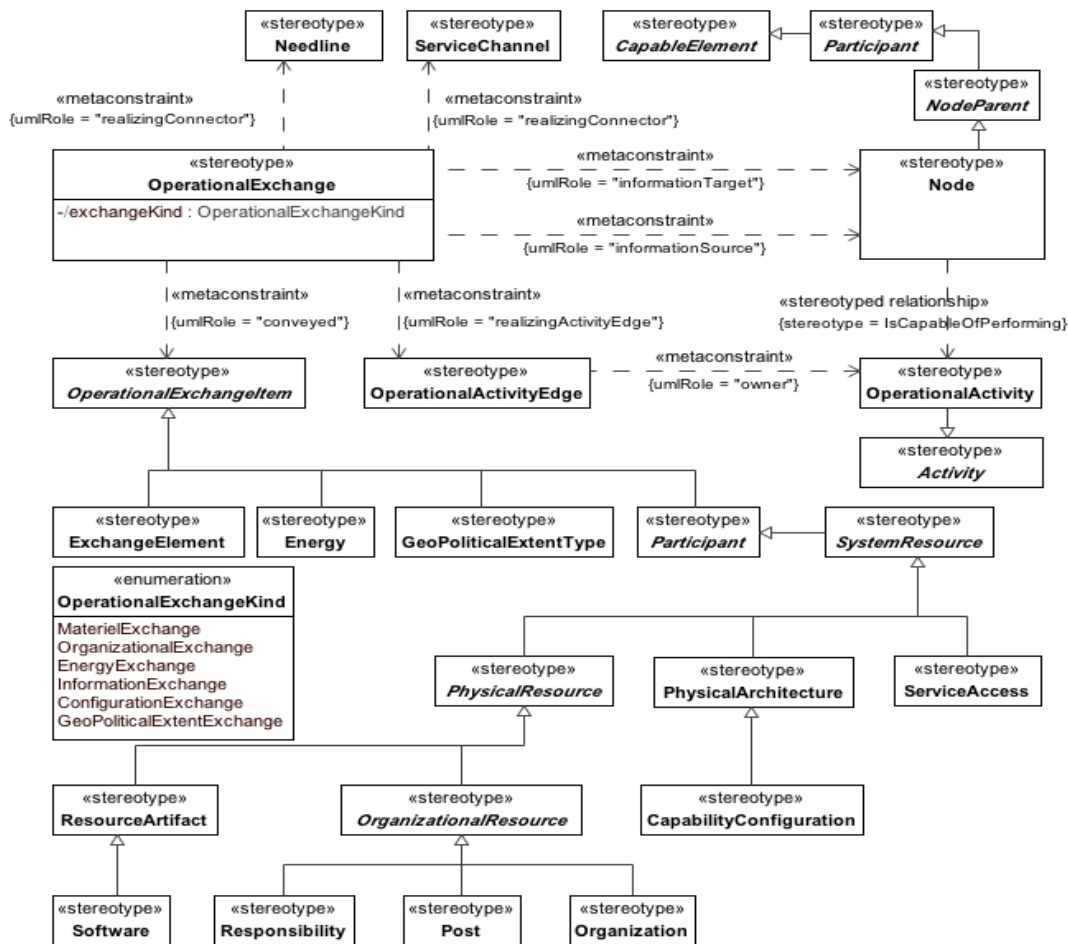 «stereotype»
Needline
«stereotype»
ServiceChannel
«stereotype»
CapableElement
«stereotype»
Participant
«stereotype»
NodeParent
«metaconstraint»
{umlRole = "realizingConnector"}
«metaconstraint»
{umlRole = "realizingConnector"}
«stereotype»
OperationalExchange
-/exchangeKind : OperationalExchangeKind
«metaconstraint»
{umlRole = "informationTarget"}
«metaconstraint»
{umlRole = "informationSource"}
«stereotype»
Node
«metaconstraint»
{umlRole = "conveyed"}
«metaconstraint»
{umlRole = "realizingActivityEdge"}
«stereotyped relationship»
{stereotype = IsCapableOfPerforming}
«stereotype»
OperationalExchangeItem
«stereotype»
OperationalActivityEdge
«metaconstraint»
{umlRole = "owner"}
«stereotype»
OperationalActivity
«stereotype»
Activity
«stereotype»
ExchangeElement
«stereotype»
Energy
«stereotype»
GeoPoliticalExtentType
«stereotype»
Participant
«stereotype»
SystemResource
«enumeration»
OperationalExchangeKind
MaterielExchange
OrganizationalExchange
EnergyExchange
InformationExchange
ConfigurationExchange
GeoPoliticalExtentExchange
«stereotype»
PhysicalResource
«stereotype»
PhysicalArchitecture
«stereotype»
ServiceAccess
«stereotype»
ResourceArtifact
«stereotype»
OrganizationalResource
«stereotype»
CapabilityConfiguration
«stereotype»
Software
«stereotype»
Responsibility
«stereotype»
Post
«stereotype»
Organization